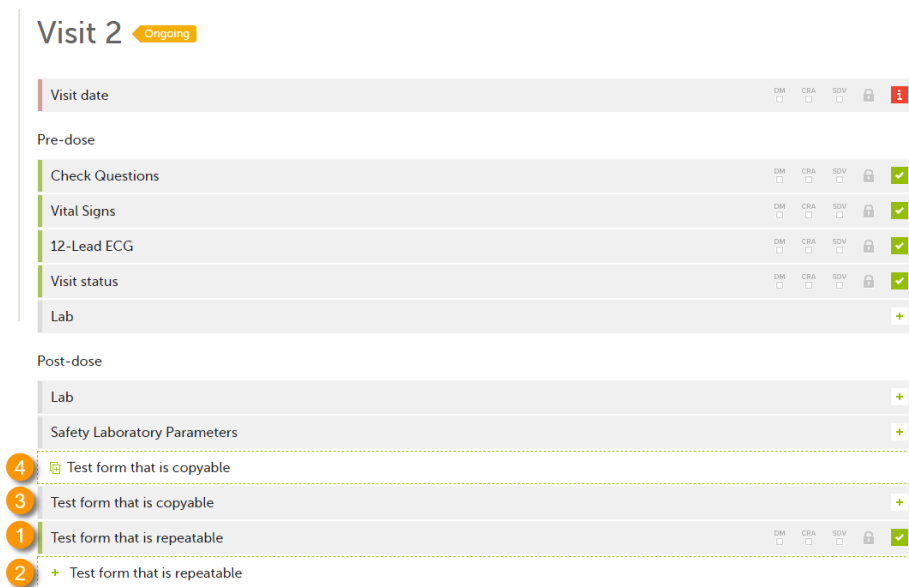 Visit 2 Ongoing
Visit date DM CRA SDV i
Pre-dose
Check Questions DM CRA SDV
Vital Signs DM CRA SDV
12-Lead ECG DM CRA SDV
Visit status DM CRA SDV
Lab +
Post-dose
Lab +
Safety Laboratory Parameters +
4 Test form that is copyable
3 Test form that is copyable +
1 Test form that is repeatable DM CRA SDV
2 + Test form that is repeatable